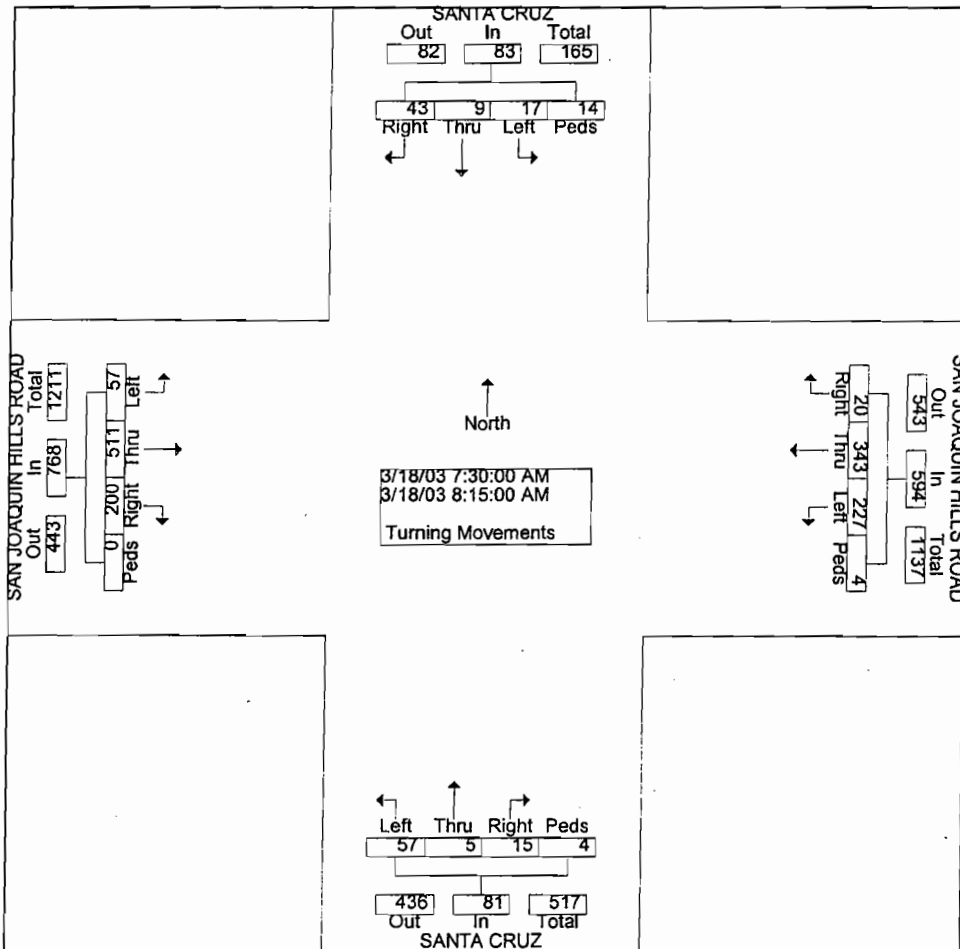 SANTA CRUZ
Out In Total
82 83 165
43 9 17 14
Right Thru Left Peds
SAN JOAQUIN HILLS ROAD
Out In Total
443 768 1211
57 511 200 0
Left Thru Right Peds
North
3/18/03 7:30:00 AM
3/18/03 8:15:00 AM
Turning Movements
Right Thru Left Peds
20 343 227 4
543 594 1137
Out In Total
SAN JOAQUIN HILLS ROAD
Left Thru Right Peds
57 5 15 4
436 81 517
Out In Total
SANTA CRUZ